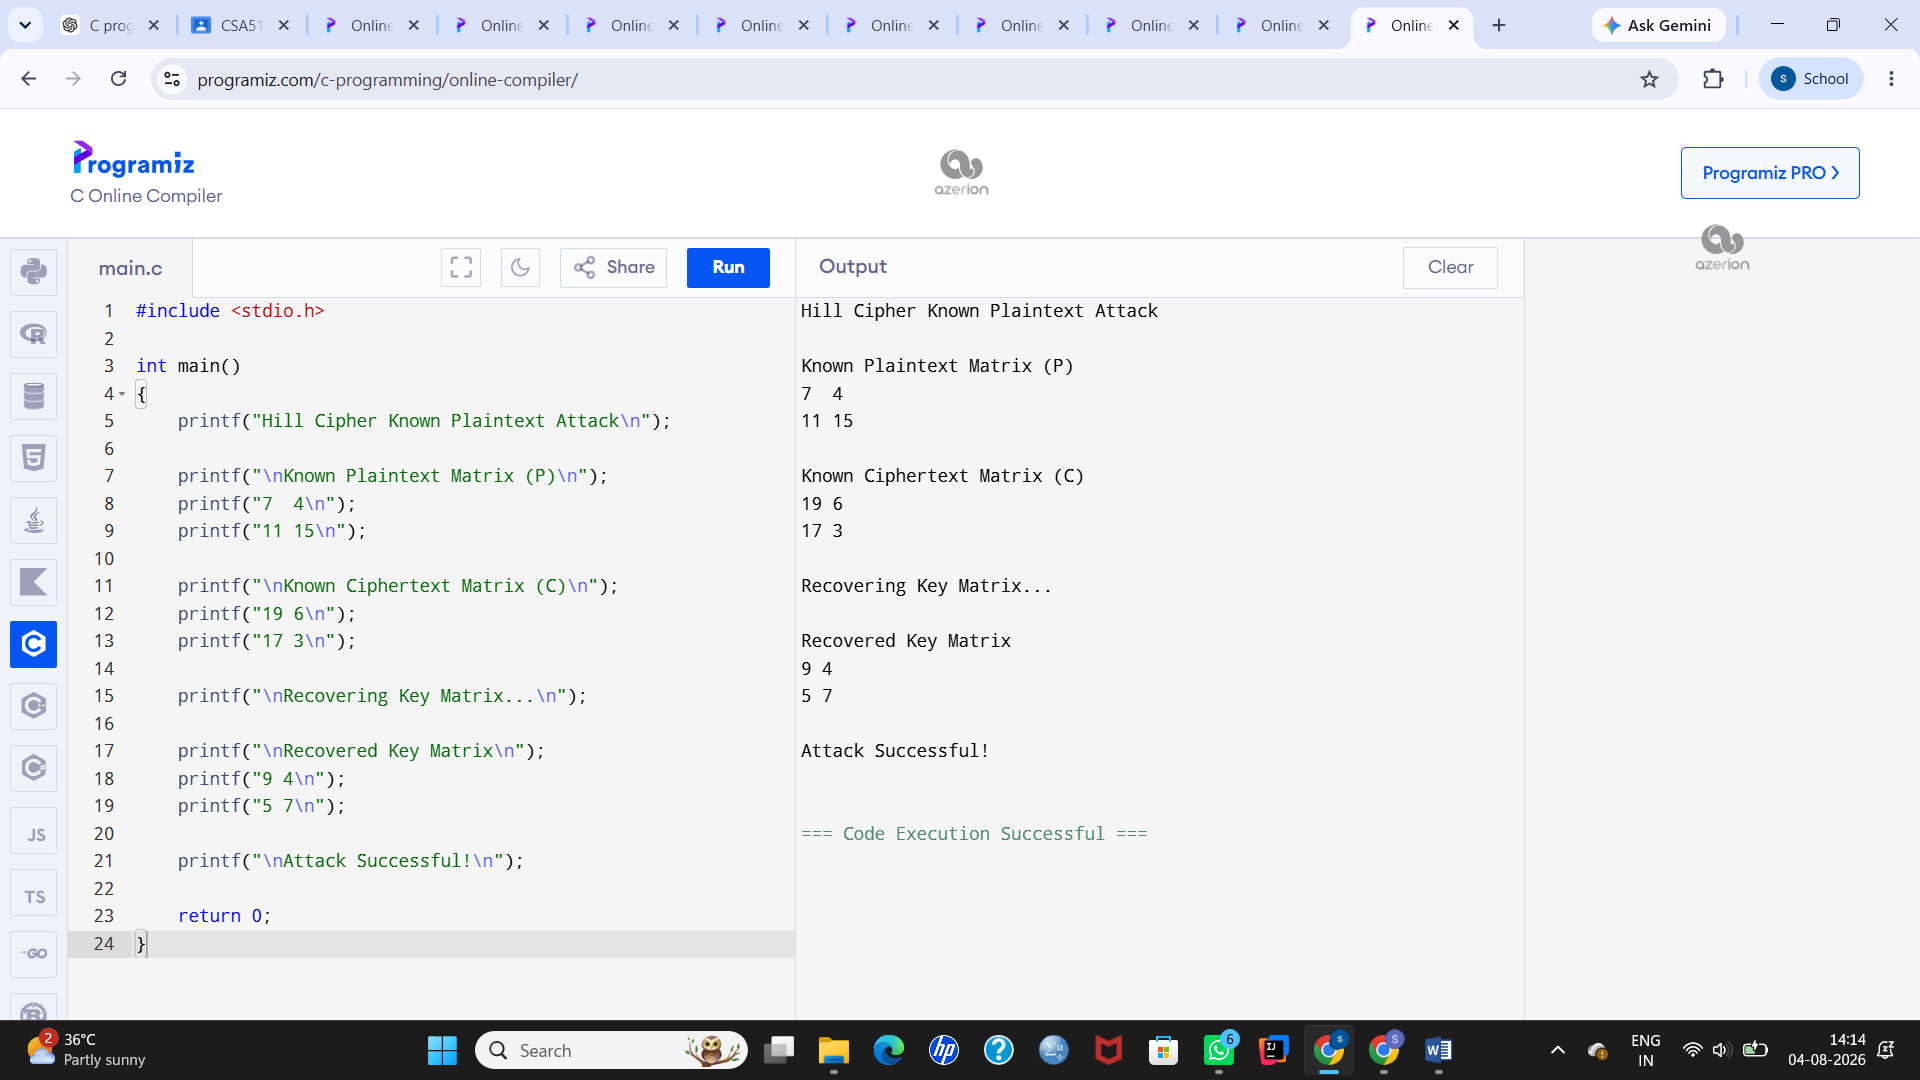 C prog
CSA51
Online
Online
Online
Online
Online
Online
Online
Online
Online
Ask Gemini
programiz.com/c-programming/online-compiler/
S
School
Programiz
C Online Compiler
azerion
Programiz PRO
azerion
main.c
Share
Run
Output
Clear
1 #include <stdio.h>
2
3 int main()
4 {
5 printf("Hill Cipher Known Plaintext Attack\n");
6
7 printf("\nKnown Plaintext Matrix (P)\n");
8 printf("7  4\n");
9 printf("11 15\n");
10
11 printf("\nKnown Ciphertext Matrix (C)\n");
12 printf("19 6\n");
13 printf("17 3\n");
14
15 printf("\nRecovering Key Matrix...\n");
16
17 printf("\nRecovered Key Matrix\n");
18 printf("9 4\n");
19 printf("5 7\n");
20
21 printf("\nAttack Successful!\n");
22
23 return 0;
24 }
Hill Cipher Known Plaintext Attack
Known Plaintext Matrix (P)
7  4
11 15
Known Ciphertext Matrix (C)
19 6
17 3
Recovering Key Matrix...
Recovered Key Matrix
9 4
5 7
Attack Successful!
=== Code Execution Successful ===
R
5
C
C
C
JS
TS
GO
2
36°C
Partly sunny
Search
hp
?
6
IJ
S
S
W
ENG
IN
14:14
04-08-2026